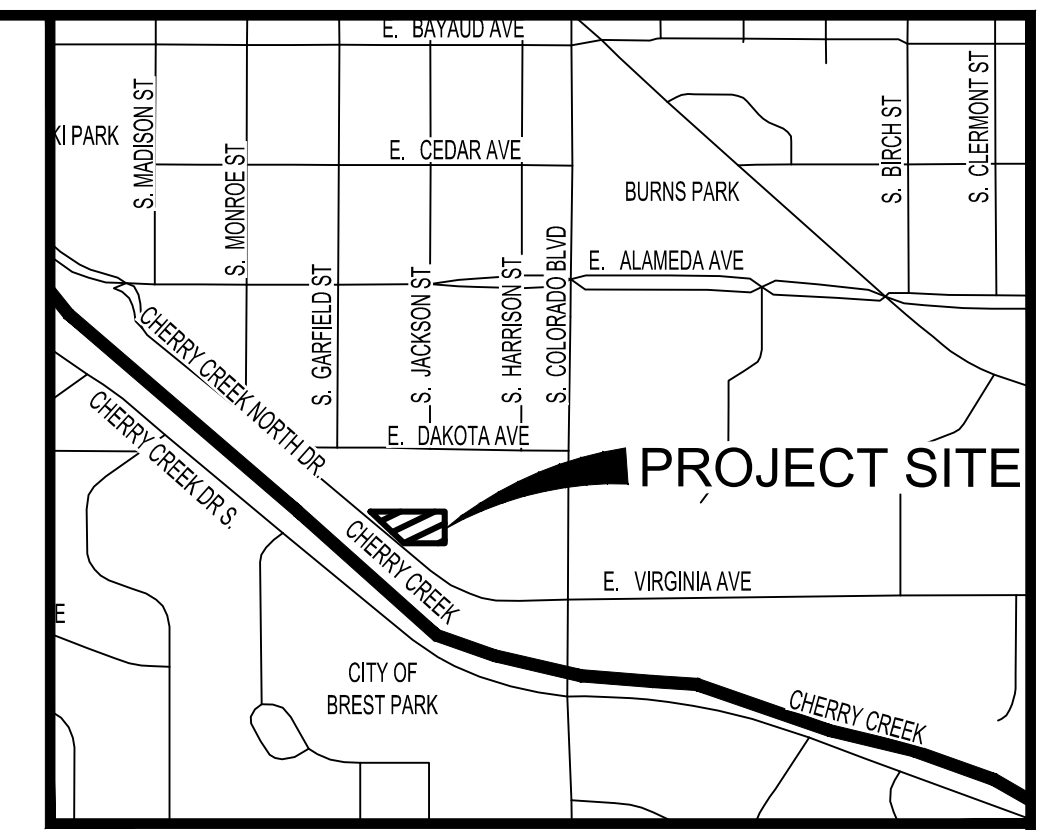 E. BAYAUD AVE
S. MADISON ST
KI PARK
S. MONROE ST
E. CEDAR AVE
S. BIRCH ST
S. CLERMONT ST
BURNS PARK
E. ALAMEDA AVE
S. GARFIELD ST
S. JACKSON ST
S. HARRISON ST
S. COLORADO BLVD
CHERRY CREEK NORTH DR.
CHERRY CREEK DR S.
E. DAKOTA AVE
PROJECT SITE
CHERRY CREEK
E. VIRGINIA AVE
E
CITY OF
BREST PARK
CHERRY CREEK